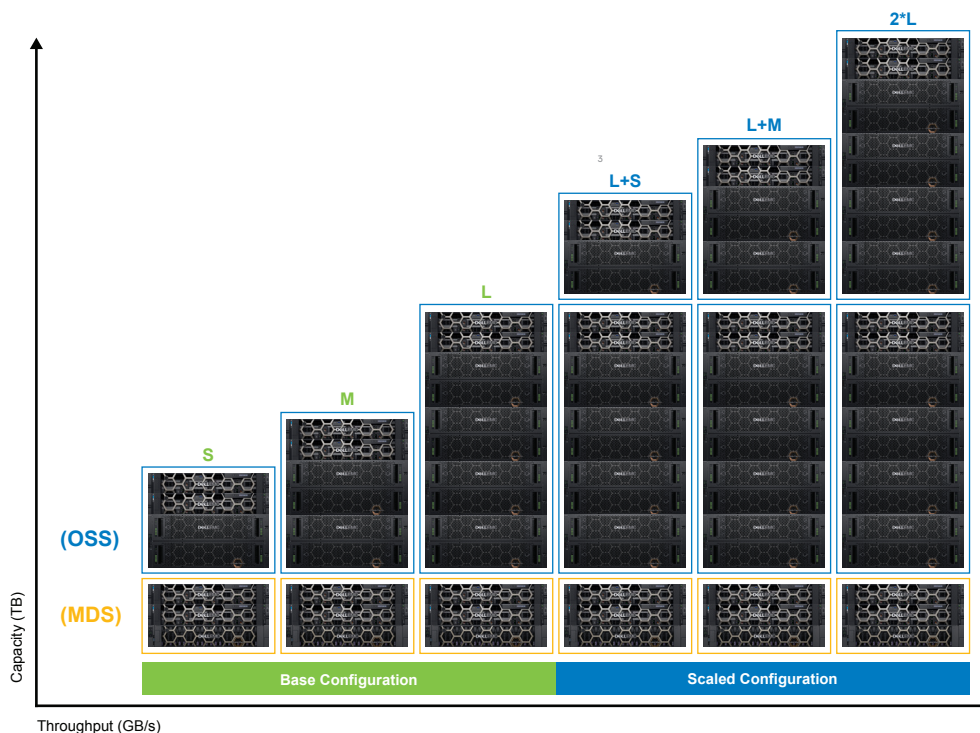 2*L
L+M
3
L+S
L
M
S
(OSS)
(MDS)
Capacity (TB)
Base Configuration
Scaled Configuration
Throughput (GB/s)